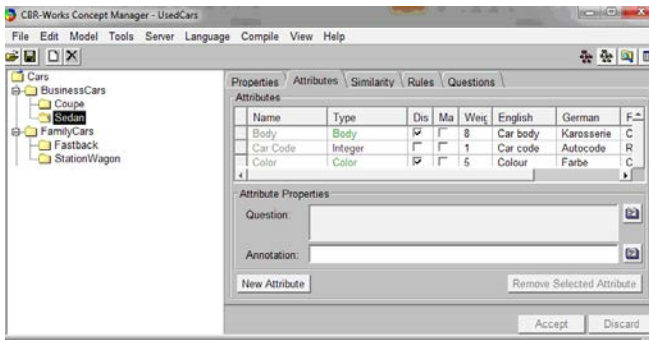 CBR-Works Concept Manager - UsedCars
File Edit Model Tools Server Language Compile View Help
Cars
BusinessCars
Coupe
Sedan
FamilyCars
Fastback
StationWagon
Properties Attributes Similarity Rules Questions
Attributes
Name Type Dis Ma Weig English German F
Body Body 8 Car body Karosserie C
Car Code Integer 1 Car code Autocode R
Color Color 5 Colour Farbe C
Attribute Properties
Question:
Annotation:
New Attribute Remove Selected Attribute
Accept Discard